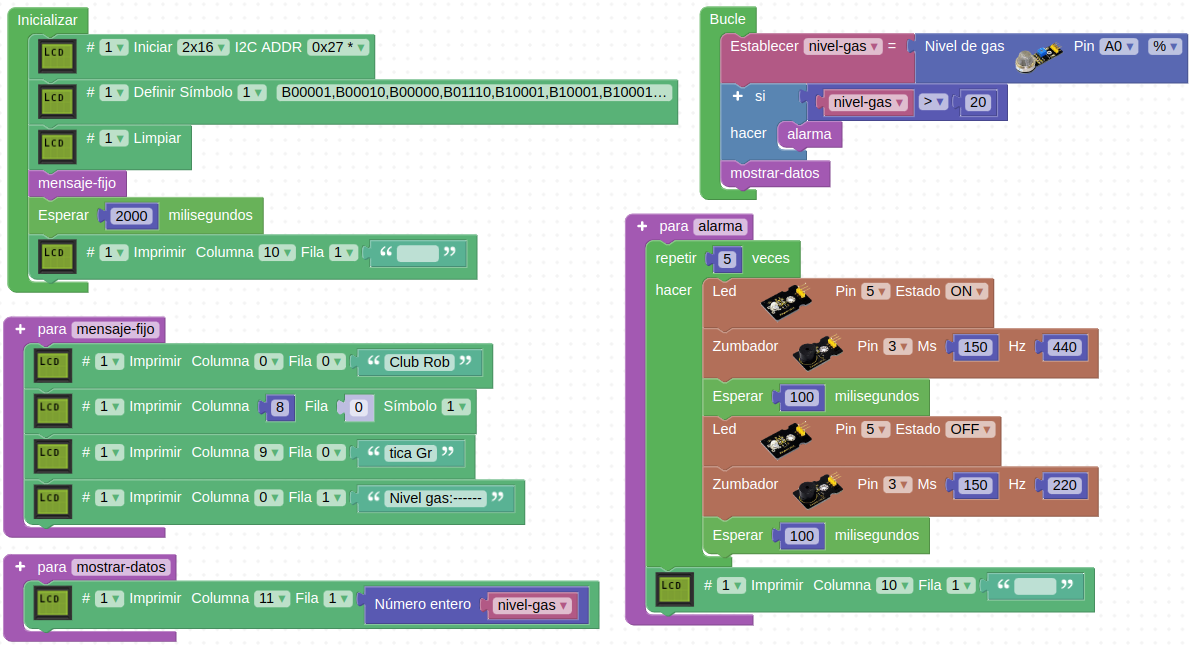 Inicializar
LCD # 1 Iniciar 2x16 I2C ADDR 0x27 *
LCD # 1 Definir Símbolo 1 B00001,B00010,B00000,B01110,B10001,B10001,B10001...
LCD # 1 Limpiar
mensaje-fijo
Esperar 2000 milisegundos
LCD # 1 Imprimir Columna 10 Fila 1 “ ”
+ para mensaje-fijo
LCD # 1 Imprimir Columna 0 Fila 0 “ Club Rob ”
LCD # 1 Imprimir Columna 8 Fila 0 Símbolo 1
LCD # 1 Imprimir Columna 9 Fila 0 “ tica Gr ”
LCD # 1 Imprimir Columna 0 Fila 1 “ Nivel gas:------ ”
+ para mostrar-datos
LCD # 1 Imprimir Columna 11 Fila 1 Número entero nivel-gas
Bucle
Establecer nivel-gas = Nivel de gas Pin A0 %
+ si nivel-gas > 20
hacer alarma
mostrar-datos
+ para alarma
repetir 5 veces
hacer Led Pin 5 Estado ON
Zumbador Pin 3 Ms 150 Hz 440
Esperar 100 milisegundos
Led Pin 5 Estado OFF
Zumbador Pin 3 Ms 150 Hz 220
Esperar 100 milisegundos
LCD # 1 Imprimir Columna 10 Fila 1 “ ”